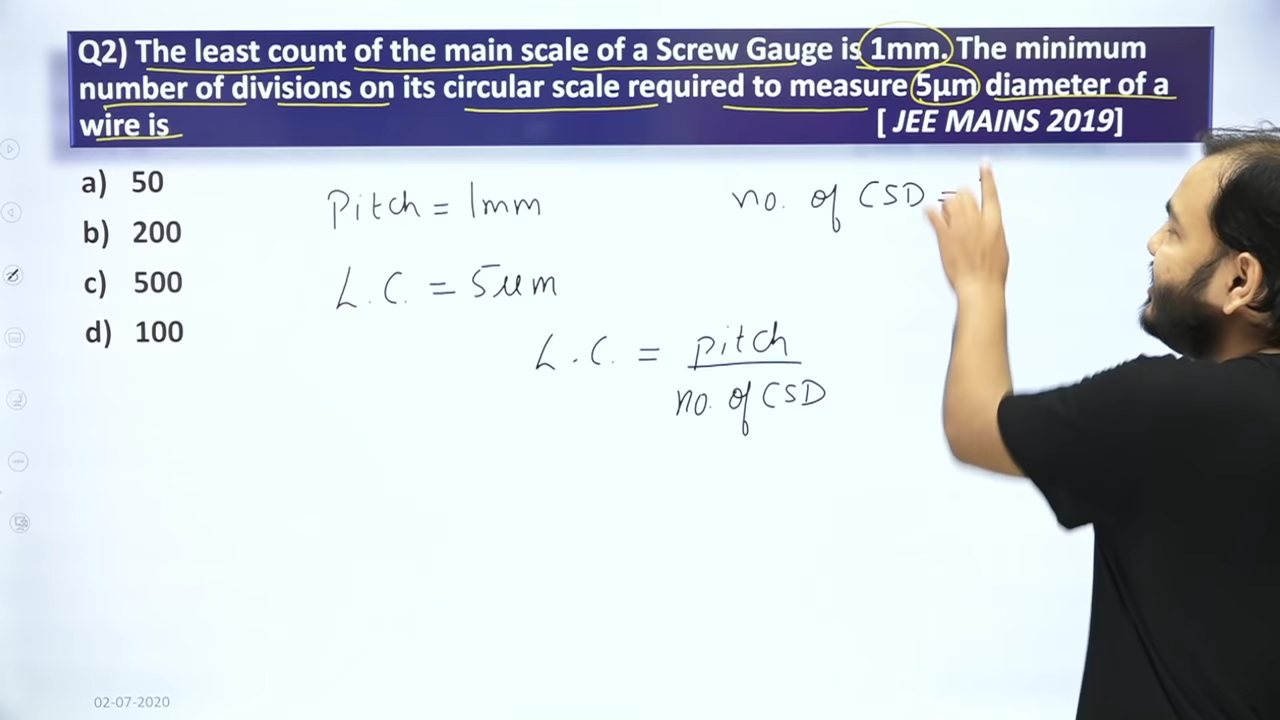 Q2) The least count of the main scale of a Screw Gauge is 1mm. The minimum
number of divisions on its circular scale required to measure 5μm diameter of a
wire is [ JEE MAINS 2019]
a) 50
b) 200
c) 500
d) 100
Pitch = 1mm
no. of CSD =
L.C. = 5μm
L.C. = pitch
no. of CSD
02-07-2020